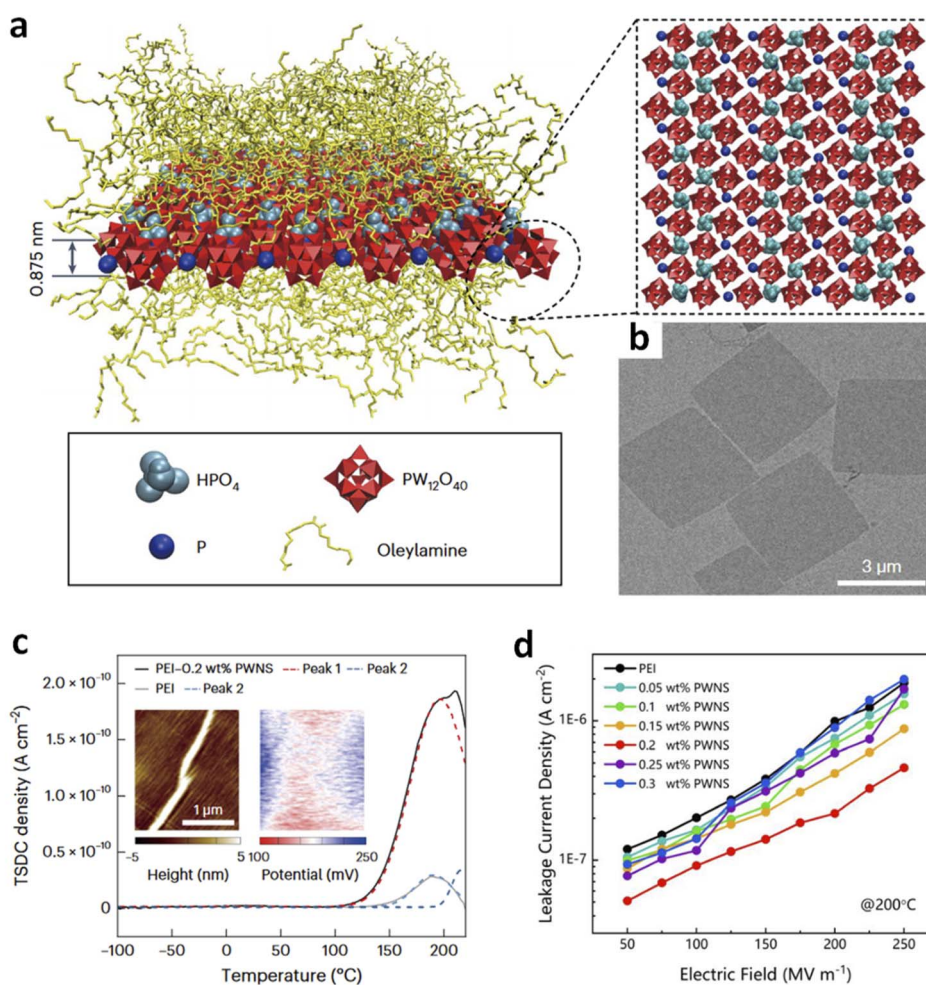 a
0.875 nm
HPO₄
PW₁₂O₄₀
P
Oleylamine
b
3 µm
c
PEI–0.2 wt% PWNS
Peak 1
Peak 2
PEI
Peak 2
TSDC density (A cm⁻²)
2.0 × 10⁻¹⁰
1.5 × 10⁻¹⁰
1.0 × 10⁻¹⁰
0.5 × 10⁻¹⁰
0
1 µm
–5
5
Height (nm)
100
250
Potential (mV)
–100
–50
0
50
100
150
200
Temperature (°C)
d
PEI
0.05 wt% PWNS
0.1 wt% PWNS
0.15 wt% PWNS
0.2 wt% PWNS
0.25 wt% PWNS
0.3 wt% PWNS
Leakage Current Density (A cm⁻²)
1E-6
1E-7
@200°C
50
100
150
200
250
Electric Field (MV m⁻¹)